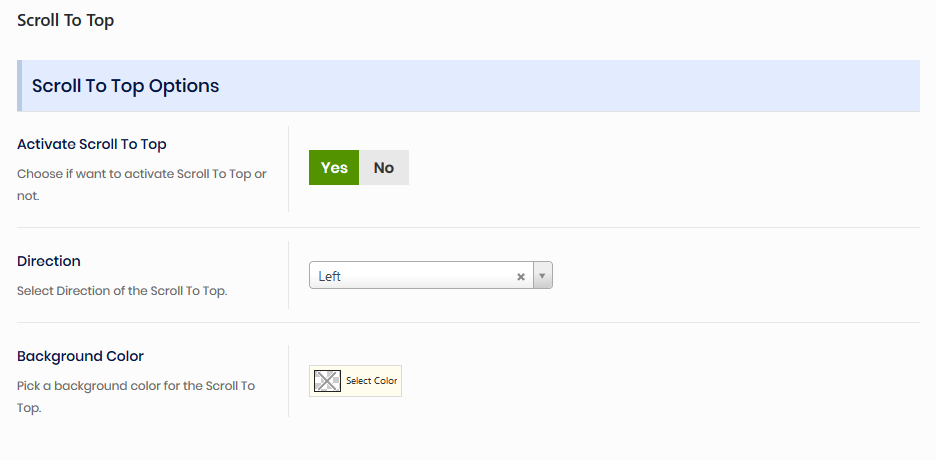 Scroll To Top
Scroll To Top Options
Activate Scroll To Top
Choose if want to activate Scroll To Top or
not.
Yes No
Direction
Select Direction of the Scroll To Top.
Left
Background Color
Pick a background color for the Scroll To
Top.
Select Color